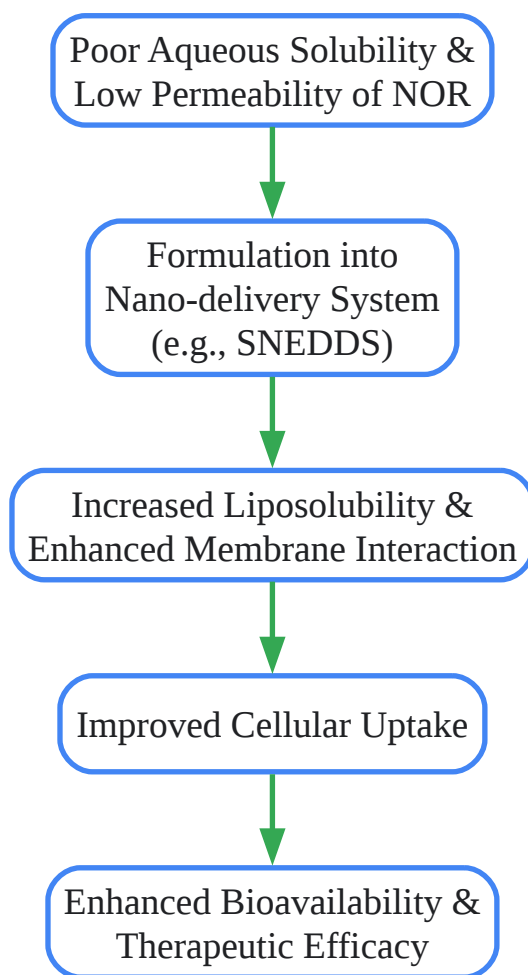 Poor Aqueous Solubility &
Low Permeability of NOR
Formulation into
Nano-delivery System
(e.g., SNEDDS)
Increased Liposolubility &
Enhanced Membrane Interaction
Improved Cellular Uptake
Enhanced Bioavailability &
Therapeutic Efficacy